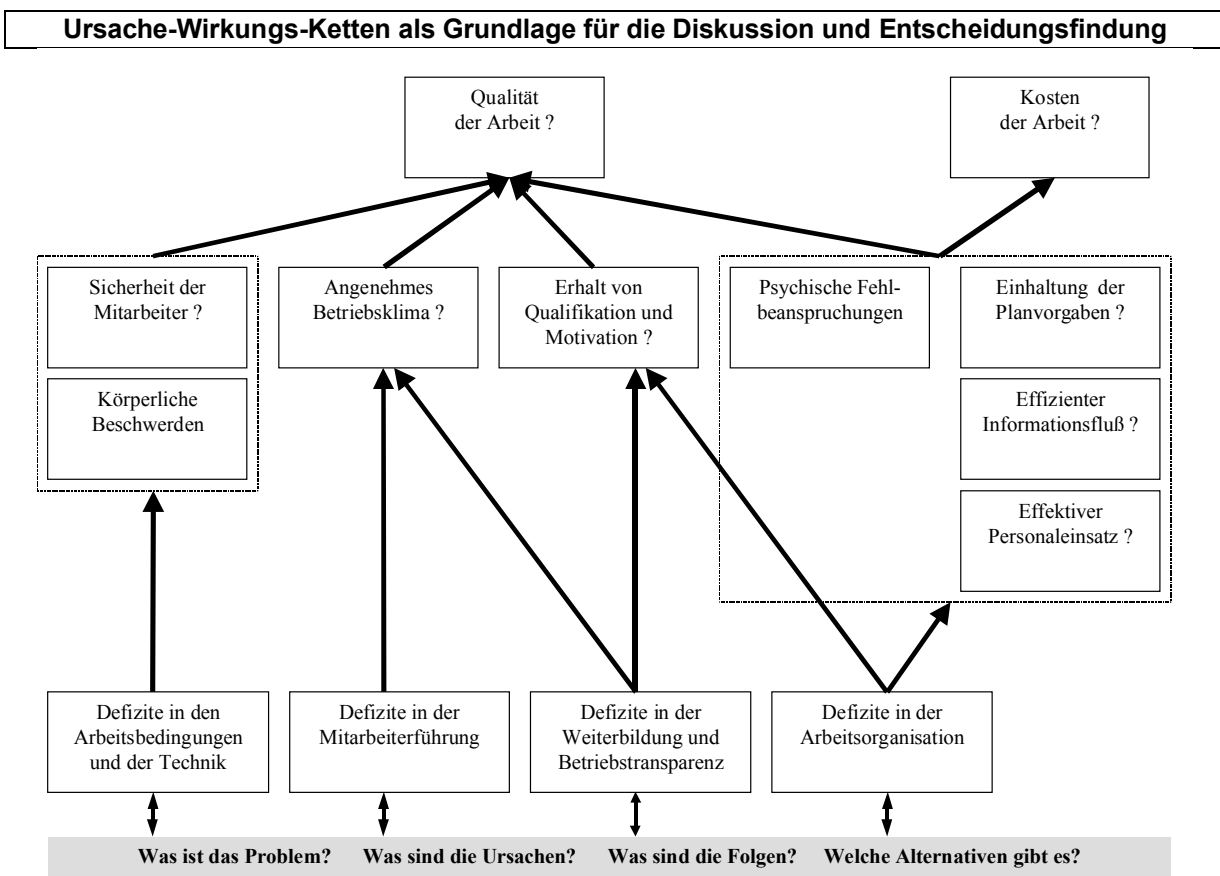 Ursache-Wirkungs-Ketten als Grundlage für die Diskussion und Entscheidungsfindung
Qualität
der Arbeit ?
Kosten
der Arbeit ?
Sicherheit der
Mitarbeiter ?
Angenehmes
Betriebsklima ?
Erhalt von
Qualifikation und
Motivation ?
Psychische Fehl-
beanspruchungen
Einhaltung der
Planvorgaben ?
Körperliche
Beschwerden
Effizienter
Informationsfluß ?
Effektiver
Personaleinsatz ?
Defizite in den
Arbeitsbedingungen
und der Technik
Defizite in der
Mitarbeiterführung
Defizite in der
Weiterbildung und
Betriebstransparenz
Defizite in der
Arbeitsorganisation
Was ist das Problem? Was sind die Ursachen? Was sind die Folgen? Welche Alternativen gibt es?